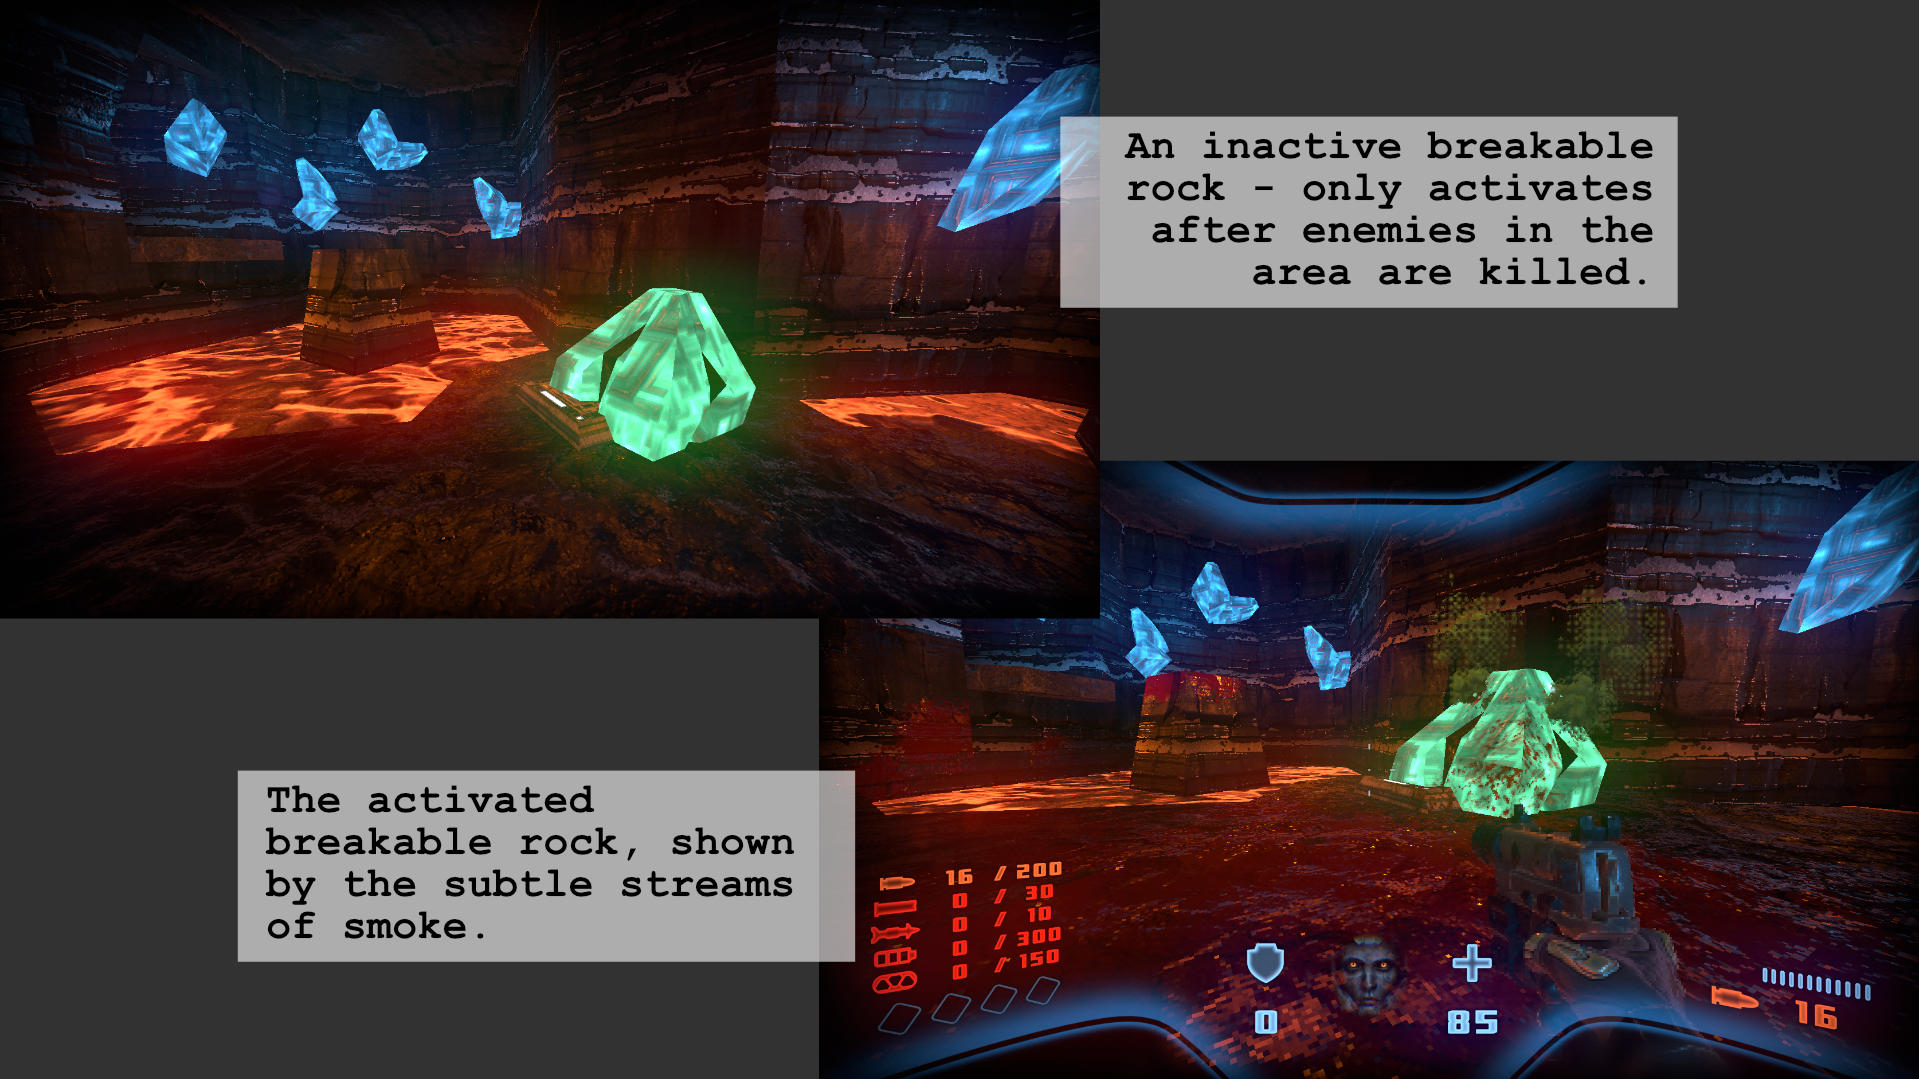 An inactive breakable
rock - only activates
after enemies in the
area are killed.
The activated
breakable rock, shown
by the subtle streams
of smoke.
16 / 200
0 / 30
0 / 10
0 / 300
0 / 150
0
85
16